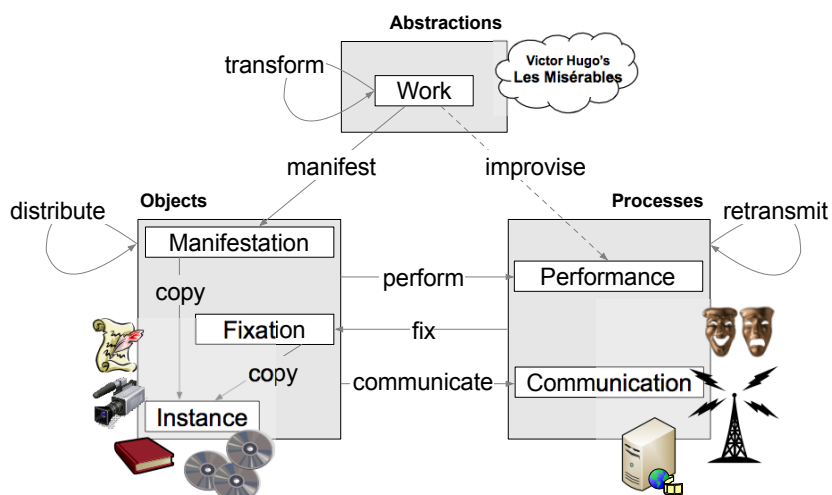 Abstractions
Victor Hugo's
Les Misérables
transform
Work
manifest
improvise
Objects
Processes
distribute
retransmit
Manifestation
perform
Performance
copy
Fixation
fix
copy
communicate
Communication
Instance